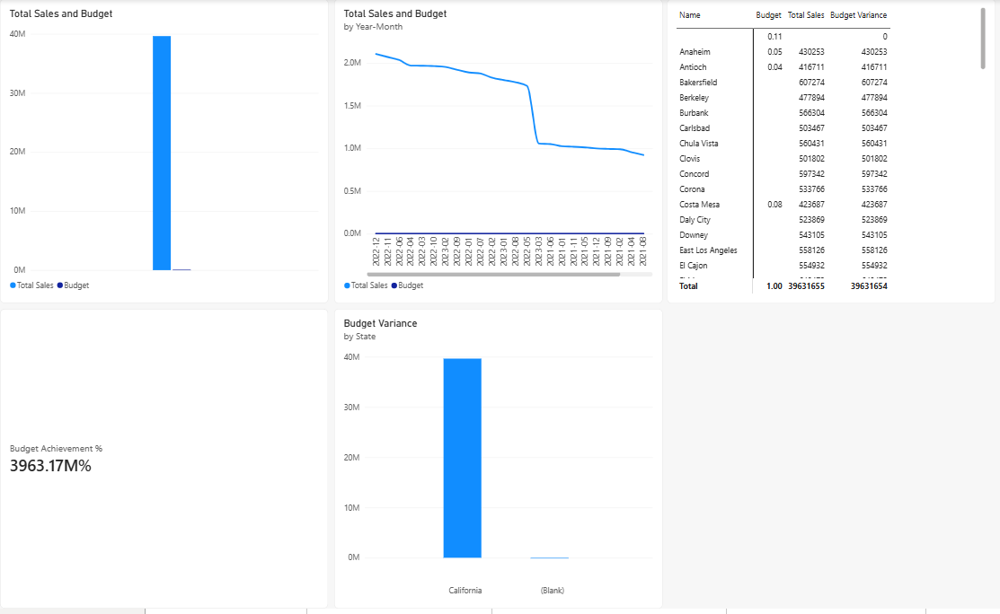 Total Sales and Budget
40M
30M
20M
10M
0M
Total Sales Budget
Total Sales and Budget
by Year-Month
2.0M
1.5M
1.0M
0.5M
0.0M
2022-12
2022-11
2022-06
2022-04
2022-03
2022-10
2023-02
2022-09
2022-01
2022-07
2022-02
2023-01
2022-08
2022-05
2023-03
2021-06
2021-01
2021-11
2021-05
2021-12
2021-09
2021-02
2021-04
2021-08
Total Sales Budget
Name Budget Total Sales Budget Variance
0.11 0
Anaheim 0.05 430253 430253
Antioch 0.04 416711 416711
Bakersfield 607274 607274
Berkeley 477894 477894
Burbank 566304 566304
Carlsbad 503467 503467
Chula Vista 560431 560431
Clovis 501802 501802
Concord 597342 597342
Corona 533766 533766
Costa Mesa 0.08 423687 423687
Daly City 523869 523869
Downey 543105 543105
East Los Angeles 558126 558126
El Cajon 554932 554932
Total 1.00 39631655 39631654
Budget Achievement %
3963.17M%
Budget Variance
by State
40M
30M
20M
10M
0M
California (Blank)